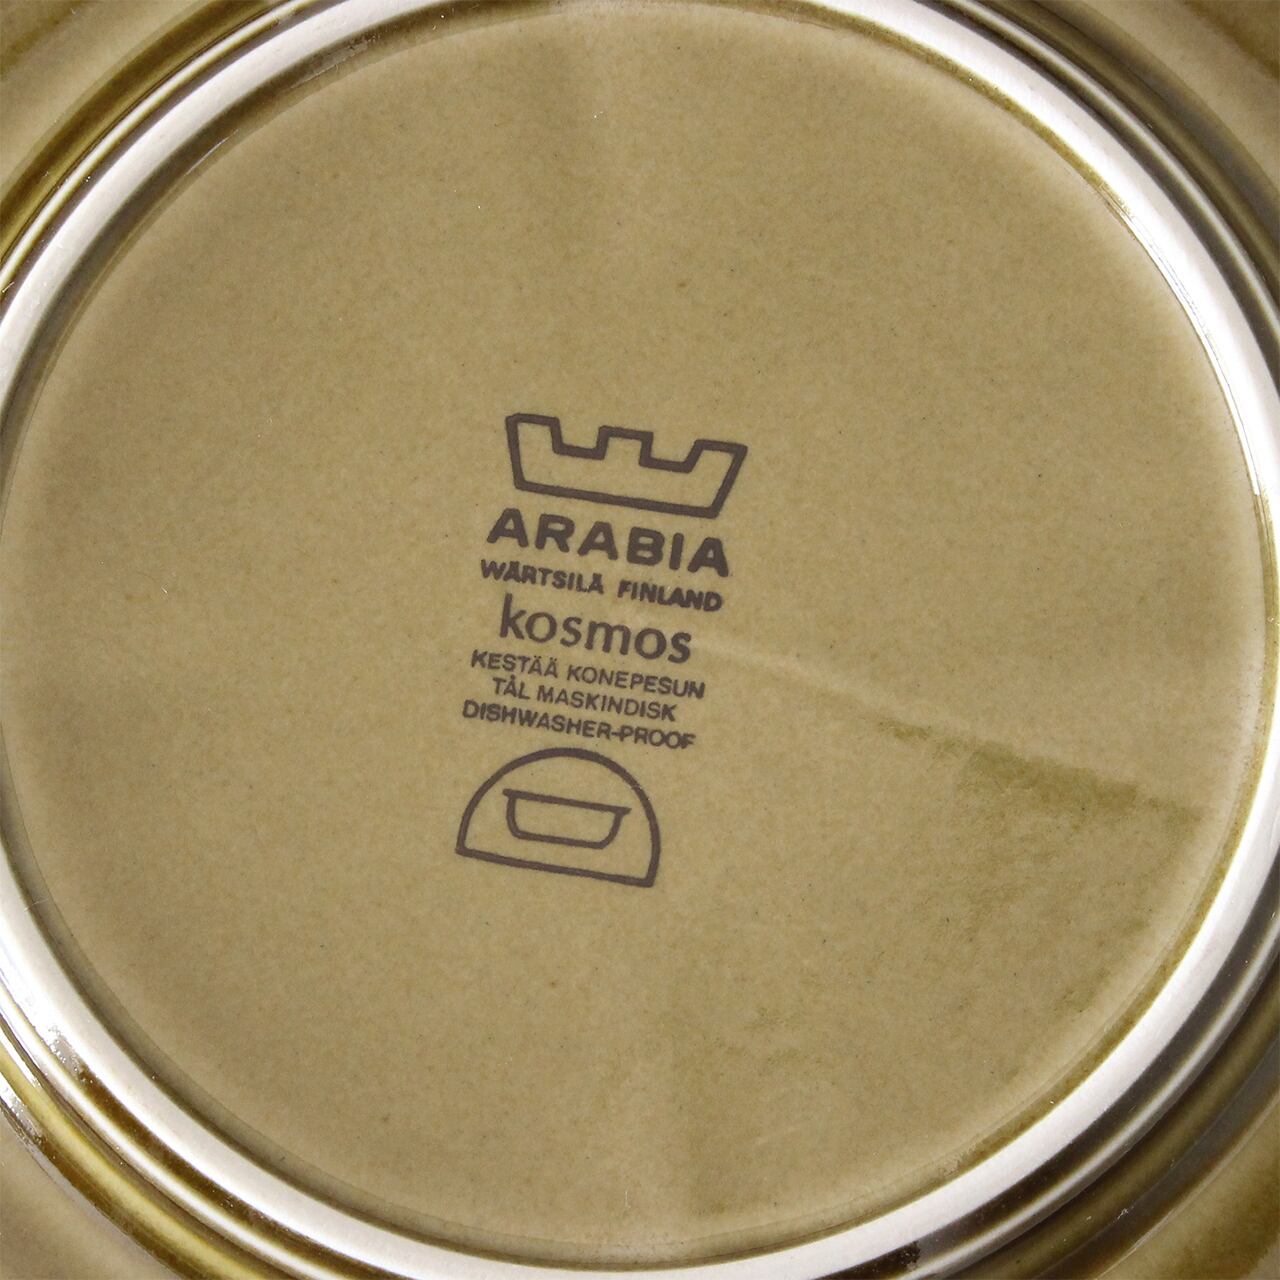 ARABIA
WÄRTSILÄ FINLAND
kosmos
KESTÄÄ KONEPESUN
TÅL MASKINDISK
DISHWASHER-PROOF